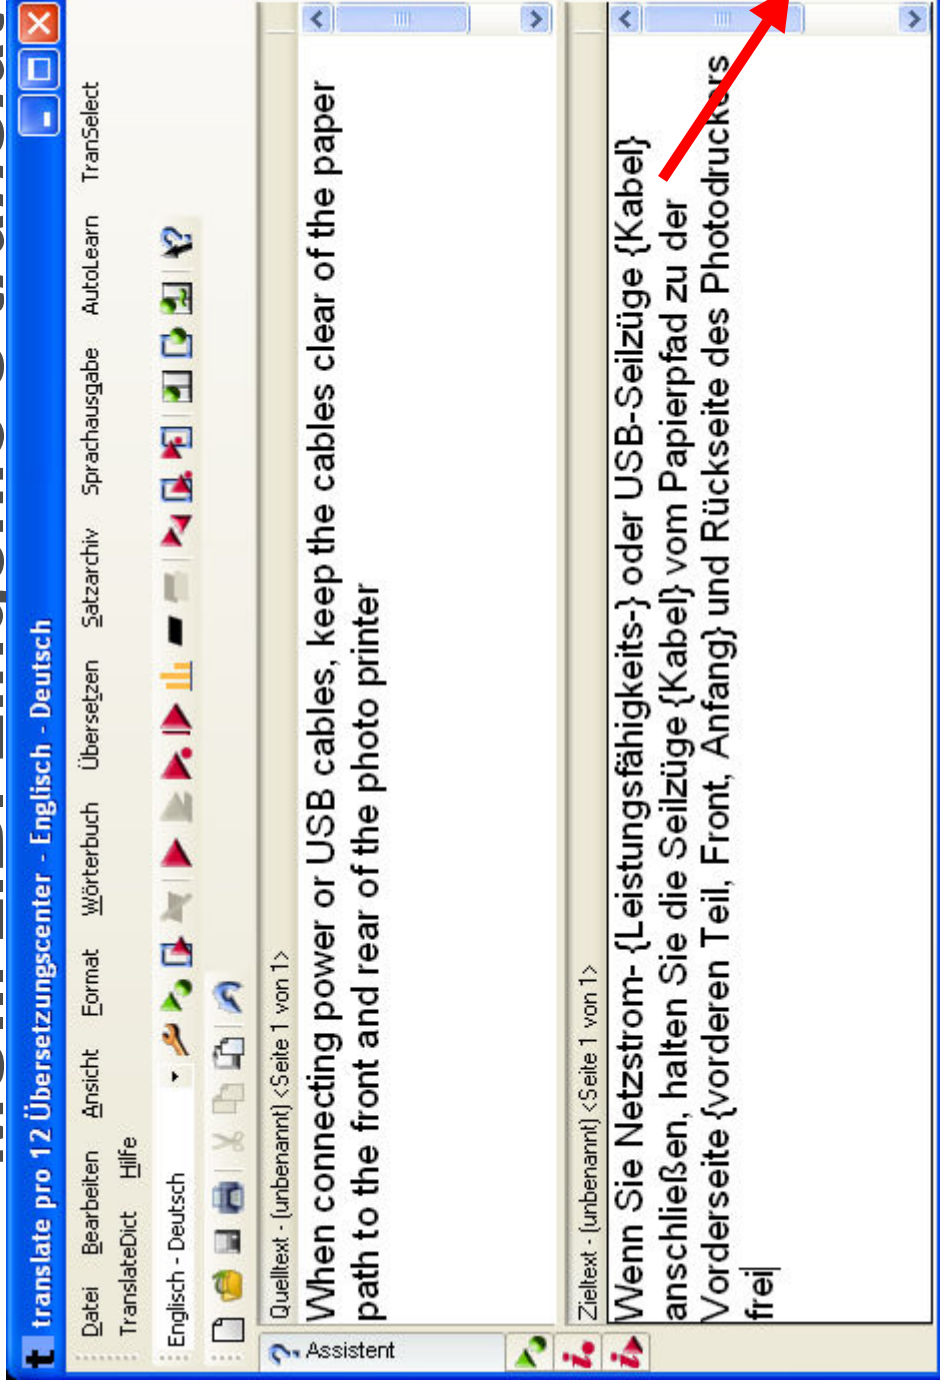 translate pro 12 Übersetzungscenter - Englisch - Deutsch
Datei Bearbeiten Ansicht Format Wörterbuch Übersetzen Satzarchiv Sprachausgabe AutoLearn TranSelect
TranslateDict Hilfe
Englisch - Deutsch
Assistent
Quelltext - (unbenannt) <Seite 1 von 1>
When connecting power or USB cables, keep the cables clear of the paper
path to the front and rear of the photo printer
Zieltext - (unbenannt) <Seite 1 von 1>
Wenn Sie Netzstrom- {Leistungsfähigkeits-} oder USB-Seilzüge {Kabel}
anschließen, halten Sie die Seilzüge {Kabel} vom Papierpfad zu der
Vorderseite {vorderen Teil, Front, Anfang} und Rückseite des Photodruckers
frei